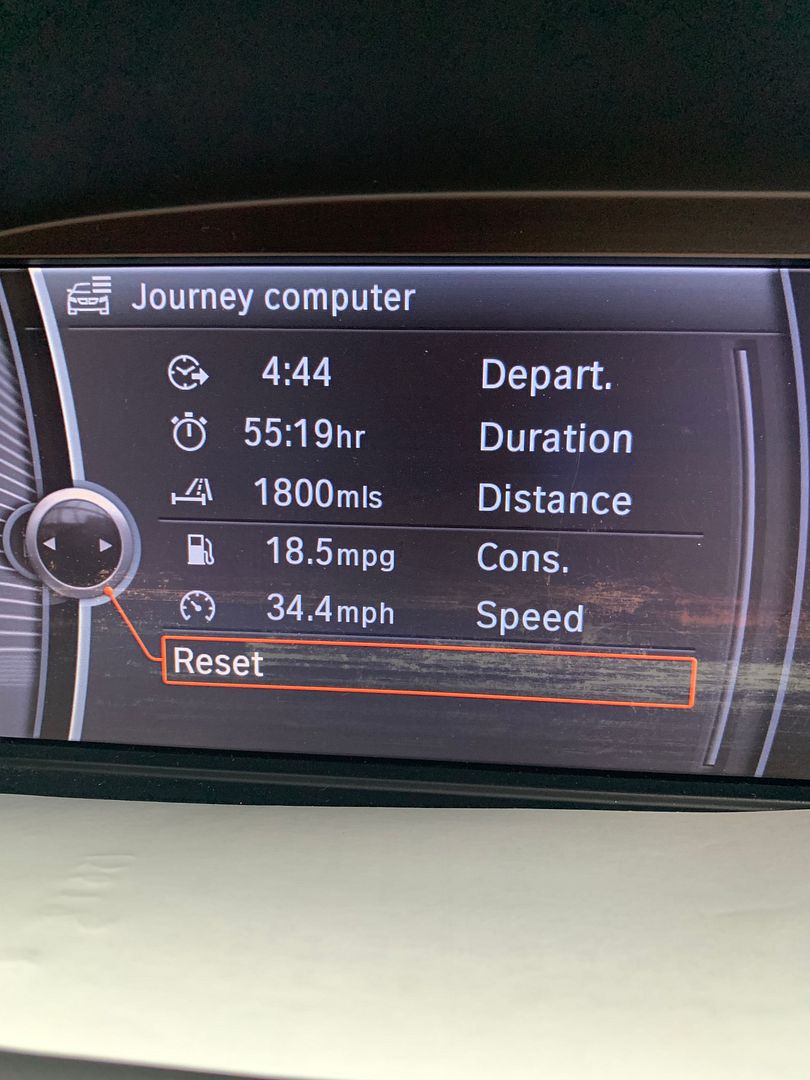 Journey computer
4:44 Depart.
55:19hr Duration
1800mls Distance
18.5mpg Cons.
34.4mph Speed
Reset